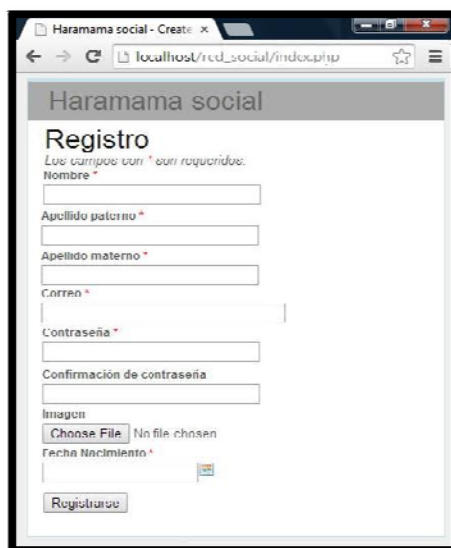 Haramama social - Create
localhost/red_social/index.php
Haramama social
Registro
Los campos con * son requeridos.
Nombre *
Apellido paterno *
Apellido materno *
Correo *
Contraseña *
Confirmación de contraseña
Imagen
Choose File No file chosen
Fecha Nacimiento *
Registrarse